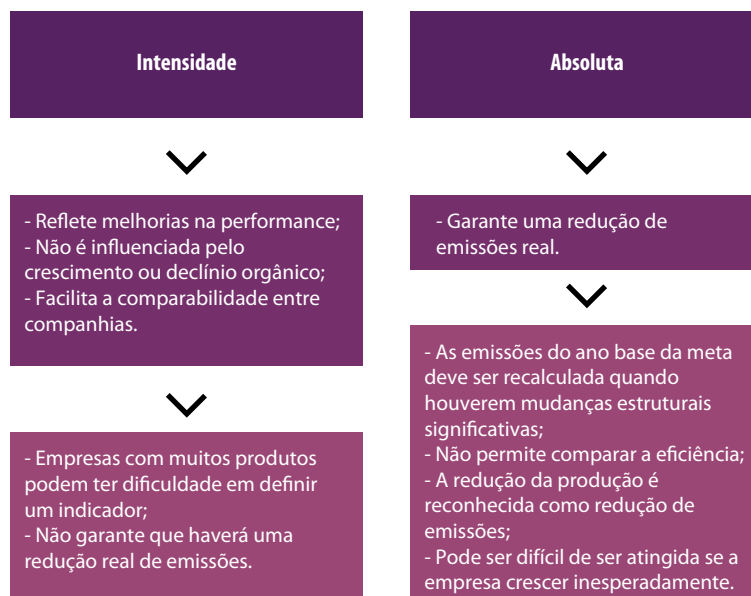 Intensidade
- Reflete melhorias na performance;
- Não é influenciada pelo
crescimento ou declínio orgânico;
- Facilita a comparabilidade entre
companhias.
- Empresas com muitos produtos
podem ter dificuldade em definir
um indicador;
- Não garante que haverá uma
redução real de emissões.
Absoluta
- Garante uma redução de
emissões real.
- As emissões do ano base da meta
deve ser recalculada quando
houverem mudanças estruturais
significativas;
- Não permite comparar a eficiência;
- A redução da produção é
reconhecida como redução de
emissões;
- Pode ser difícil de ser atingida se a
empresa crescer inesperadamente.